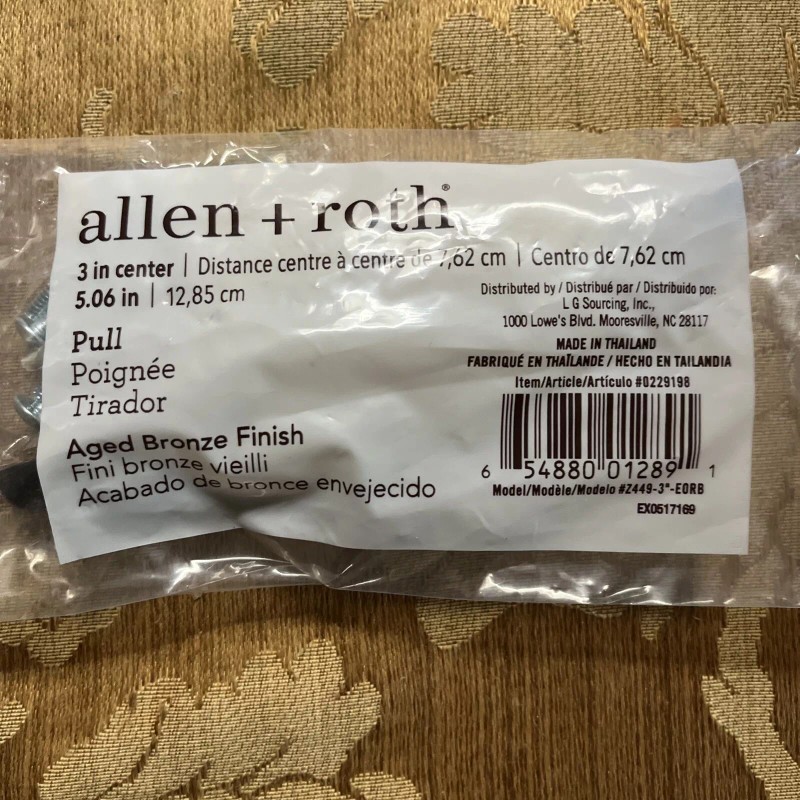 allen + roth®
3 in center | Distance centre à centre de 7,62 cm | Centro de 7,62 cm
5.06 in | 12,85 cm
Pull
Poignée
Tirador
Aged Bronze Finish
Fini bronze vieilli
Acabado de bronce envejecido
Distributed by / Distribué par / Distribuido por:
L G Sourcing, Inc.,
1000 Lowe's Blvd. Mooresville, NC 28117
MADE IN THAILAND
FABRIQUÉ EN THAÏLANDE / HECHO EN TAILANDIA
Item/Article/Artículo #0229198
6 54880 01289 1
Model/Modèle/Modelo #Z449-3"-EORB
EX0517169